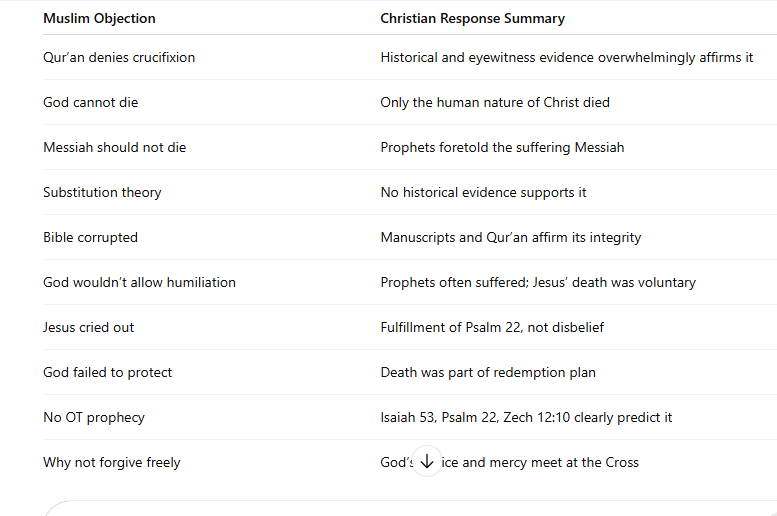 Muslim Objection Christian Response Summary
Qur’an denies crucifixion Historical and eyewitness evidence overwhelmingly affirms it
God cannot die Only the human nature of Christ died
Messiah should not die Prophets foretold the suffering Messiah
Substitution theory No historical evidence supports it
Bible corrupted Manuscripts and Qur’an affirm its integrity
God wouldn’t allow humiliation Prophets often suffered; Jesus’ death was voluntary
Jesus cried out Fulfillment of Psalm 22, not disbelief
God failed to protect Death was part of redemption plan
No OT prophecy Isaiah 53, Psalm 22, Zech 12:10 clearly predict it
Why not forgive freely God’s and mercy meet at the Cross